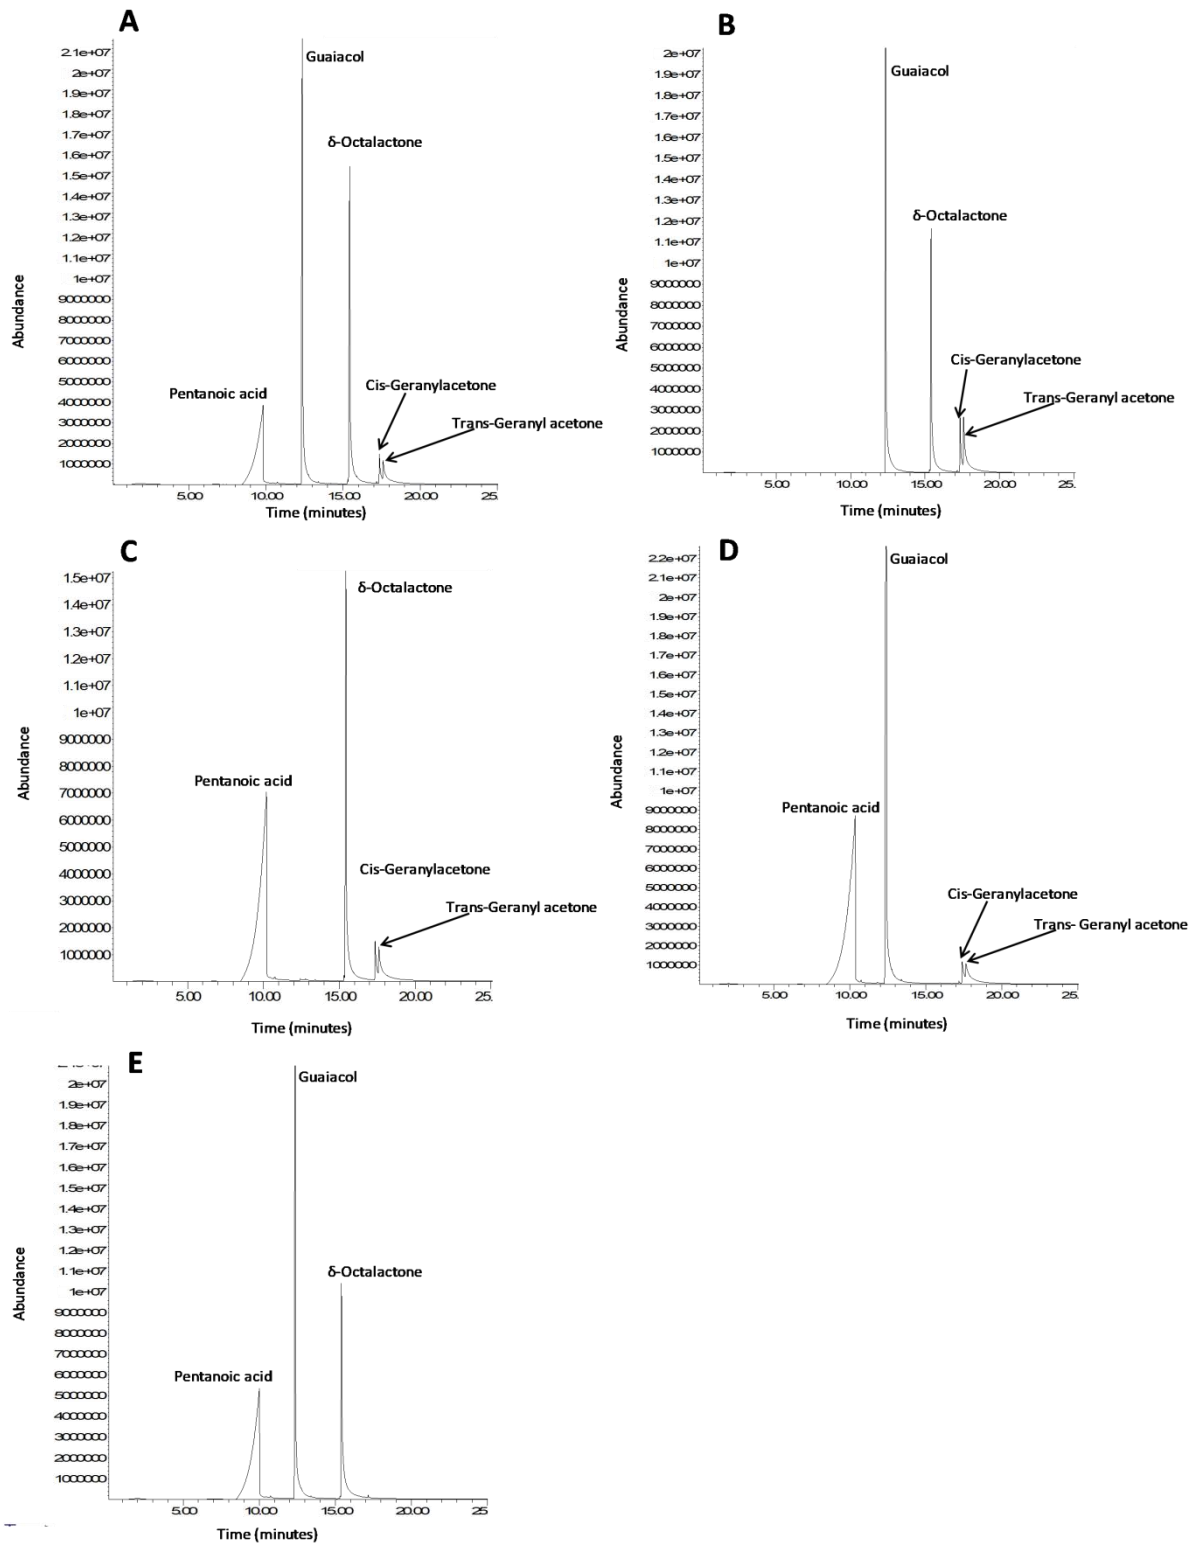 A
2.1e+07
2e+07
1.9e+07
1.8e+07
1.7e+07
1.6e+07
1.5e+07
1.4e+07
1.3e+07
1.2e+07
1.1e+07
1e+07
9000000
8000000
7000000
6000000
5000000
4000000
3000000
2000000
1000000
Abundance
Guaiacol
δ-Octalactone
Pentanoic acid
Cis-Geranylacetone
Trans-Geranyl acetone
5.00 10.00 15.00 20.00 25.
Time (minutes)
B
2e+07
1.9e+07
1.8e+07
1.7e+07
1.6e+07
1.5e+07
1.4e+07
1.3e+07
1.2e+07
1.1e+07
1e+07
9000000
8000000
7000000
6000000
5000000
4000000
3000000
2000000
1000000
Abundance
Guaiacol
δ-Octalactone
Cis-Geranylacetone
Trans-Geranyl acetone
5.00 10.00 15.00 20.00 25.
Time (minutes)
C
1.5e+07
1.4e+07
1.3e+07
1.2e+07
1.1e+07
1e+07
9000000
8000000
7000000
6000000
5000000
4000000
3000000
2000000
1000000
Abundance
δ-Octalactone
Pentanoic acid
Cis-Geranylacetone
Trans-Geranyl acetone
5.00 10.00 15.00 20.00 25.
Time (minutes)
D
2.2e+07
2.1e+07
2e+07
1.9e+07
1.8e+07
1.7e+07
1.6e+07
1.5e+07
1.4e+07
1.3e+07
1.2e+07
1.1e+07
1e+07
9000000
8000000
7000000
6000000
5000000
4000000
3000000
2000000
1000000
Abundance
Guaiacol
Pentanoic acid
Cis-Geranylacetone
Trans- Geranyl acetone
5.00 10.00 15.00 20.00 25.
Time (minutes)
E
2e+07
1.9e+07
1.8e+07
1.7e+07
1.6e+07
1.5e+07
1.4e+07
1.3e+07
1.2e+07
1.1e+07
1e+07
9000000
8000000
7000000
6000000
5000000
4000000
3000000
2000000
1000000
Abundance
Guaiacol
δ-Octalactone
Pentanoic acid
5.00 10.00 15.00 20.00 25
Time (minutes)